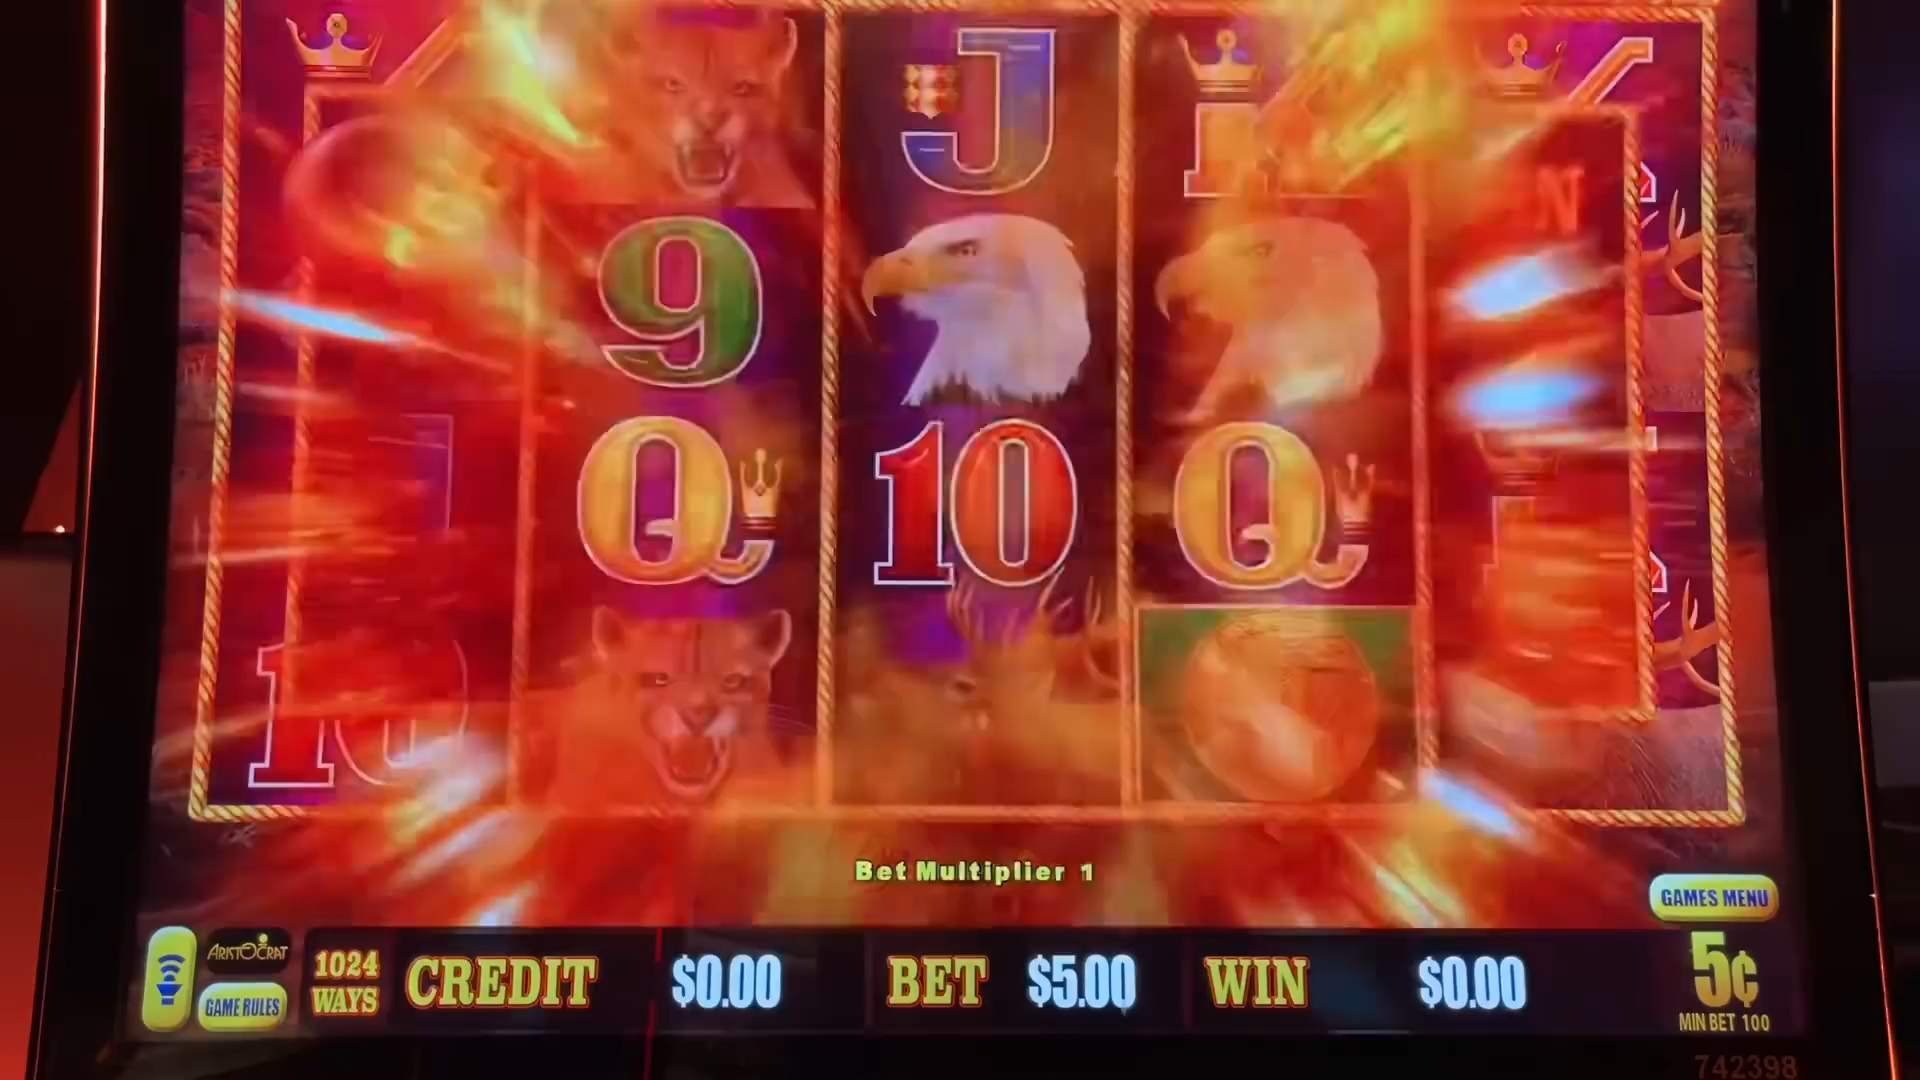 J
9
Q
10
Q
10
Bet Multiplier 1
GAMES MENU
ARISTOCRAT
GAME RULES
1024
WAYS
CREDIT $0.00 BET $5.00 WIN $0.00
5¢
MIN BET 100
742398